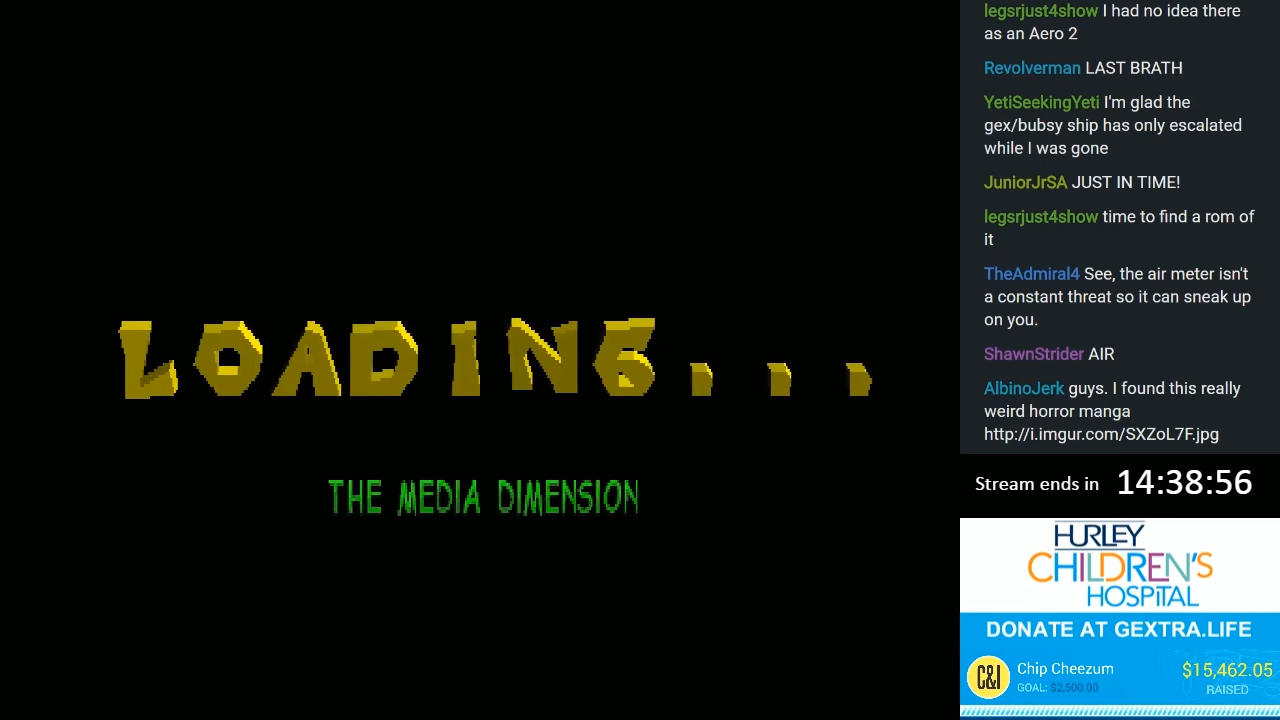 LOADING...
THE MEDIA DIMENSION
legsrjust4show I had no idea there
as an Aero 2
Revolverman LAST BRATH
YetiSeekingYeti I'm glad the
gex/bubsy ship has only escalated
while I was gone
JuniorJrSA JUST IN TIME!
legsrjust4show time to find a rom of
it
TheAdmiral4 See, the air meter isn't
a constant threat so it can sneak up
on you.
ShawnStrider AIR
AlbinoJerk guys. I found this really
weird horror manga
http://i.imgur.com/SXZoL7F.jpg
Stream ends in 14:38:56
HURLEY
CHILDREN'S
HOSPITAL
DONATE AT GEXTRA.LIFE
C&I
Chip Cheezum $15,462.05
GOAL: $2,500.00 RAISED